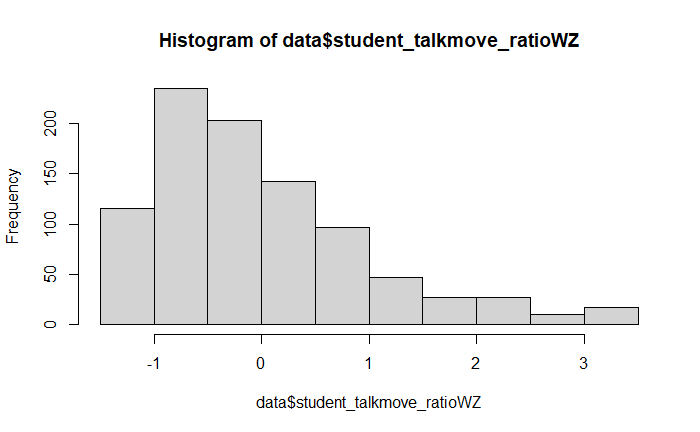 Histogram of data$student_talkmove_ratioWZ
Frequency
200
150
100
50
0
-1 0 1 2 3
data$student_talkmove_ratioWZ